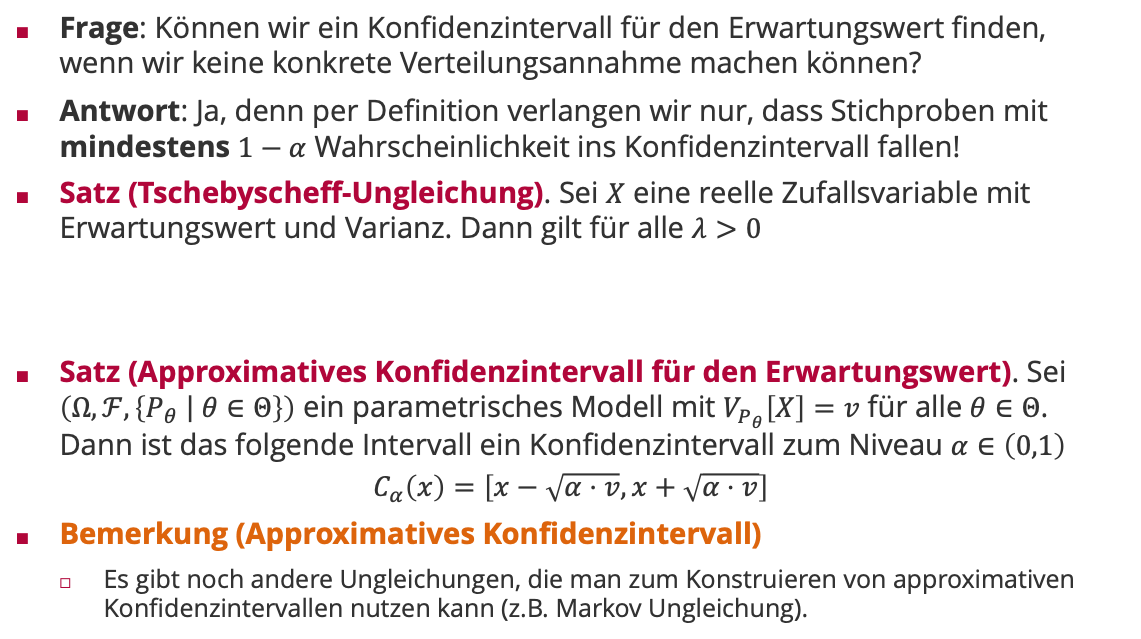 Frage: Können wir ein Konfidenzintervall für den Erwartungswert finden,
wenn wir keine konkrete Verteilungsannahme machen können?
Antwort: Ja, denn per Definition verlangen wir nur, dass Stichproben mit
mindestens 1 − α Wahrscheinlichkeit ins Konfidenzintervall fallen!
Satz (Tschebyscheff-Ungleichung). Sei X eine reelle Zufallsvariable mit
Erwartungswert und Varianz. Dann gilt für alle λ > 0
Satz (Approximatives Konfidenzintervall für den Erwartungswert). Sei
(Ω, ℱ, {P_θ | θ ∈ Θ}) ein parametrisches Modell mit V_{P_θ}[X] = v für alle θ ∈ Θ.
Dann ist das folgende Intervall ein Konfidenzintervall zum Niveau α ∈ (0,1)
C_α(x) = [x − √(α · v), x + √(α · v)]
Bemerkung (Approximatives Konfidenzintervall)
Es gibt noch andere Ungleichungen, die man zum Konstruieren von approximativen
Konfidenzintervallen nutzen kann (z.B. Markov Ungleichung).